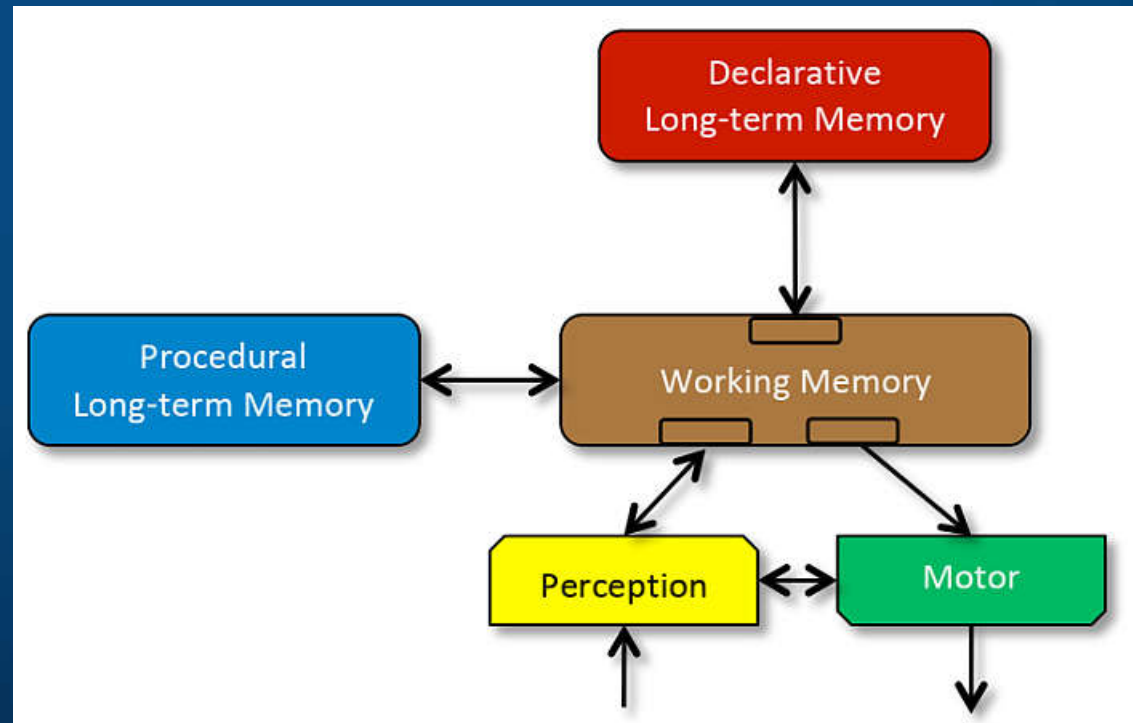 Declarative
Long-term Memory
Procedural
Long-term Memory
Working Memory
Perception
Motor